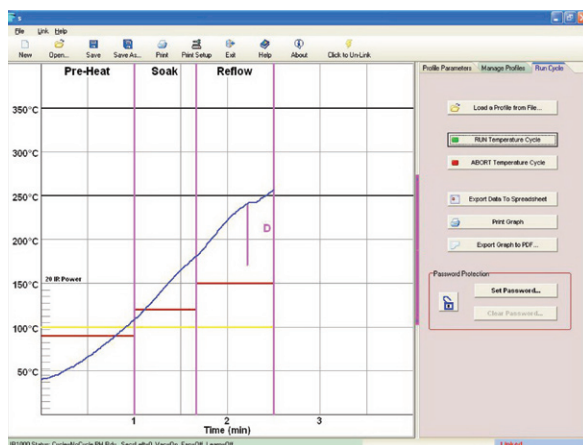 File Link Help
New Open... Save Save As... Print Print Setup Exit Help About Click to Un-Link
Pre-Heat Soak Reflow
350°C
300°C
250°C
200°C
D
20 IR Power
150°C
100°C
50°C
1 2 3
Time (min)
Profile Parameters Manage Profiles Run Cycle
Load a Profile from File...
RUN Temperature Cycle
ABORT Temperature Cycle
Export Data To Spreadsheet
Print Graph
Export Graph to PDF...
Password Protection
Set Password...
Clear Password...
Linked